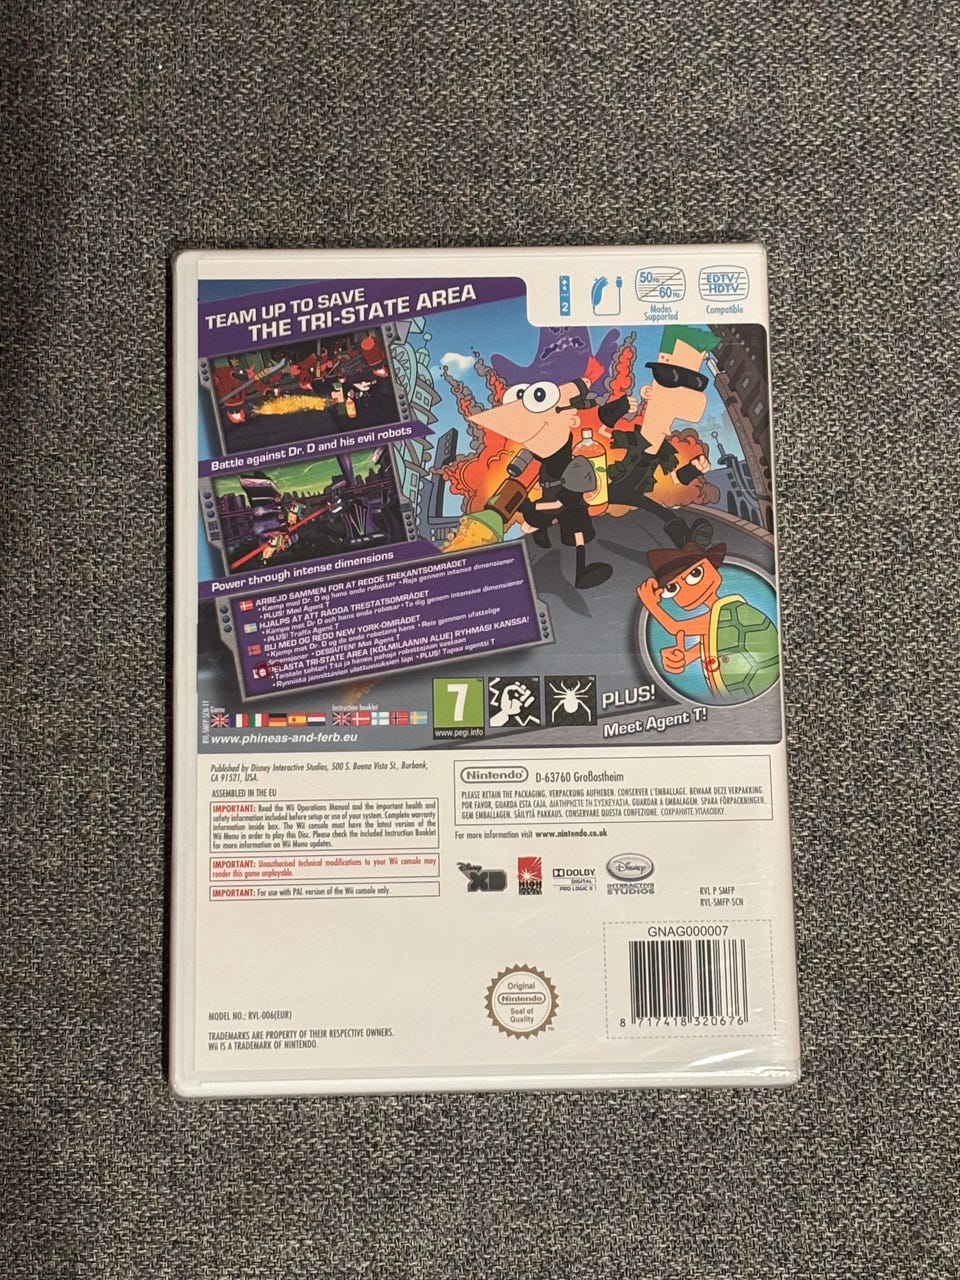 TEAM UP TO SAVE
THE TRI-STATE AREA
2
50Hz
60Hz
Modes
Supported
EDTV/
HDTV
Compatible
Battle against Dr. D and his evil robots
Power through intense dimensions
ARBEJD SAMMEN FOR AT REDDE TREKANTSOMRÅDET
• Kæmp mod Dr. D og hans onde robotter • Rejs gennem intense dimensioner
• PLUS! Mød Agent T
HJÄLPS ÅT ATT RÄDDA TRESTATSOMRÅDET
• Kämpa mot Dr. D och hans onda robotar • Ta dig genom intensiva dimensioner
• PLUS! Träffa Agent T
BLI MED OG REDD NEW YORK-OMRÅDET
• Kjemp mot Dr. D og de onde robotene hans • Reis gjennom ufattelige
dimensjoner • DESSUTEN! Møt Agent T
PELASTA TRI-STATE AREA (KOLMILAÄNIN ALUE) RYHMÄSI KANSSA!
• Taistele tohtori T:tä ja hänen pahoja robottejaan vastaan
• Rynnistä jännittävien ulottuvuuksien läpi • PLUS! Tapaa agentti T
Game
Instruction booklet
www.phineas-and-ferb.eu
RVL-SMFP-SCN-IT
7
www.pegi.info
PLUS!
Meet Agent T!
Published by Disney Interactive Studios, 500 S. Buena Vista St., Burbank,
CA 91521, USA.
ASSEMBLED IN THE EU
IMPORTANT: Read the Wii Operations Manual and the important health and
safety information included before setup or use of your system. Complete warranty
information inside box. The Wii console must have the latest version of the
Wii Menu in order to play this Disc. Please check the included Instruction Booklet
for more information on Wii Menu updates.
IMPORTANT: Unauthorised technical modifications to your Wii console may
render this game unplayable.
IMPORTANT: For use with PAL version of the Wii console only.
Nintendo® D-63760 Großostheim
PLEASE RETAIN THE PACKAGING. VERPACKUNG AUFHEBEN. CONSERVER L'EMBALLAGE. BEWAAR DEZE VERPAKKING.
POR FAVOR, GUARDA ESTA CAJA. ΔΙΑΤΗΡΗΣΤΕ ΤΗ ΣΥΣΚΕΥΑΣΙΑ. GUARDAR A EMBALAGEM. SPARA FÖRPACKNINGEN.
GEM EMBALLAGEN. SÄILYTÄ PAKKAUS. CONSERVARE QUESTA CONFEZIONE. СОХРАНИТЕ УПАКОВКУ.
For more information visit www.nintendo.co.uk
Disney XD
HIGH
DOLBY
DIGITAL
PRO LOGIC II
Disney
INTERACTIVE
STUDIOS
RVL P SMFP
RVL-SMFP-SCN
GNAG000007
8 717418 320676
Original
Nintendo®
Seal of
Quality
TM
MODEL NO.: RVL-006(EUR)
TRADEMARKS ARE PROPERTY OF THEIR RESPECTIVE OWNERS.
Wii IS A TRADEMARK OF NINTENDO.